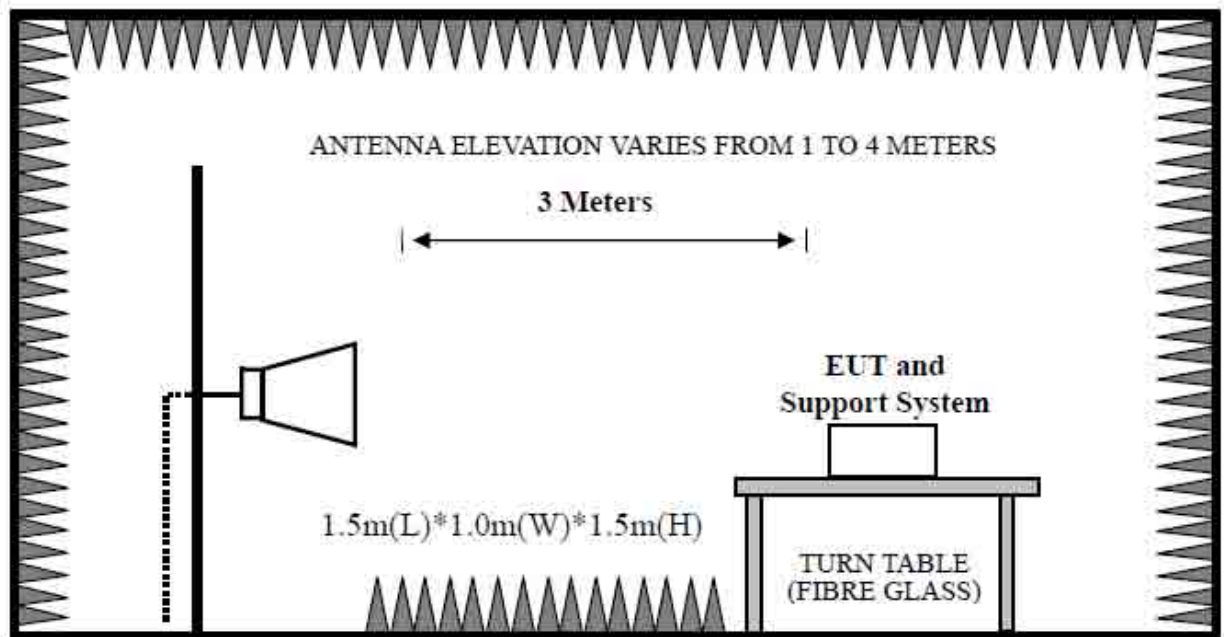 ANTENNA ELEVATION VARIES FROM 1 TO 4 METERS
3 Meters
EUT and
Support System
1.5m(L)*1.0m(W)*1.5m(H)
TURN TABLE
(FIBRE GLASS)